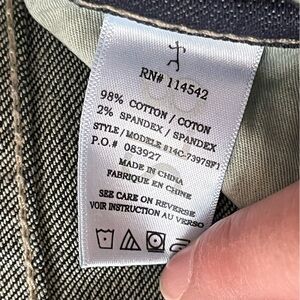 RN# 114542
98% COTTON / COTON
2% SPANDEX / SPANDEX
STYLE / MODELE #14C-7397SF1
P.O.# 083927
MADE IN CHINA
FABRIQUE EN CHINE
SEE CARE ON REVERSE
VOIR INSTRUCTION AU VERSO